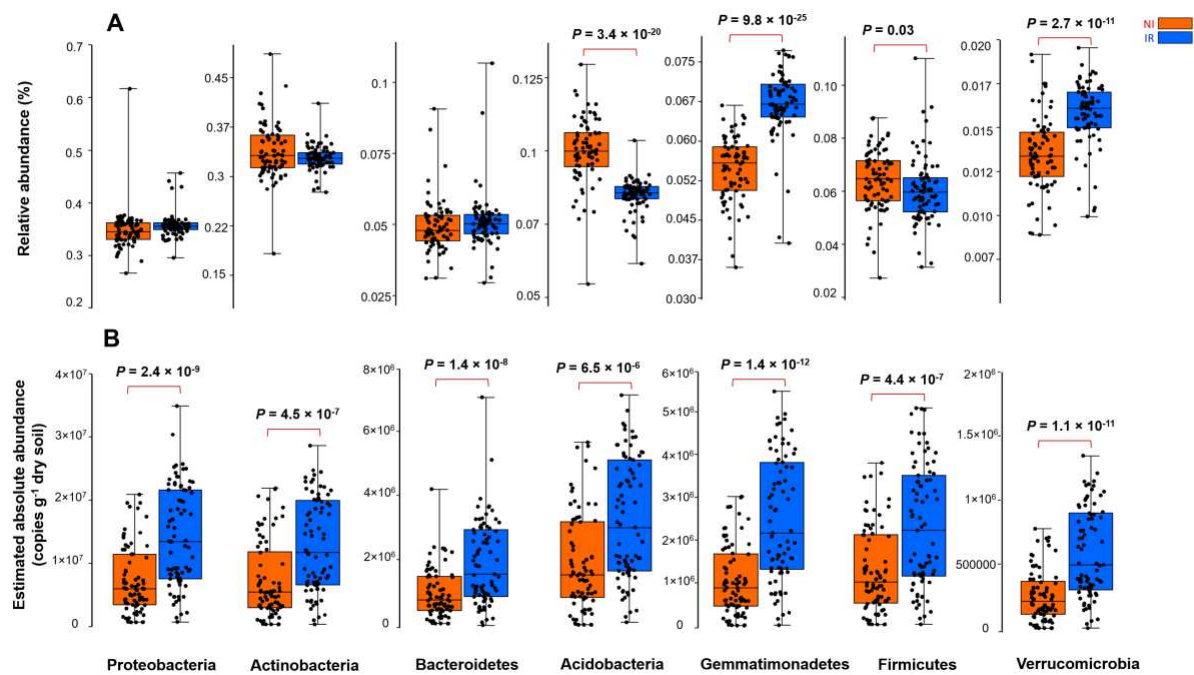 A
NI
IR
P = 3.4 × 10⁻²⁰
P = 9.8 × 10⁻²⁵
P = 0.03
P = 2.7 × 10⁻¹¹
Relative abundance (%)
0.7
0.6
0.5
0.4
0.3
0.2
0.45
0.37
0.3
0.22
0.15
0.1
0.075
0.05
0.025
0.125
0.1
0.07
0.05
0.075
0.067
0.060
0.052
0.045
0.037
0.030
0.10
0.08
0.06
0.04
0.02
0.020
0.017
0.015
0.012
0.010
0.007
B
P = 2.4 × 10⁻⁹
P = 4.5 × 10⁻⁷
P = 1.4 × 10⁻⁸
P = 6.5 × 10⁻⁶
P = 1.4 × 10⁻¹²
P = 4.4 × 10⁻⁷
P = 1.1 × 10⁻¹¹
Estimated absolute abundance
(copies g⁻¹ dry soil)
4×10⁷
3×10⁷
2×10⁷
1×10⁷
0
8×10⁶
6×10⁶
4×10⁶
2×10⁶
0
6×10⁶
5×10⁶
4×10⁶
3×10⁶
2×10⁶
1×10⁶
0
2×10⁶
1.5×10⁶
1×10⁶
500000
0
Proteobacteria
Actinobacteria
Bacteroidetes
Acidobacteria
Gemmatimonadetes
Firmicutes
Verrucomicrobia